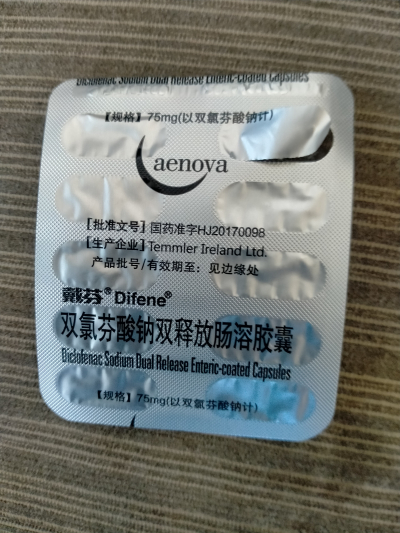 Diclofenac Sodium Dual Release Enteric-coated Capsules
【规格】75mg(以双氯芬酸钠计)
aenova
【批准文号】国药准字HJ20170098
【生产企业】Temmler Ireland Ltd.
产品批号/有效期至：见边缘处
戴芬® Difene®
双氯芬酸钠双释放肠溶胶囊
Diclofenac Sodium Dual Release Enteric-coated Capsules
【规格】75mg(以双氯芬酸钠计)